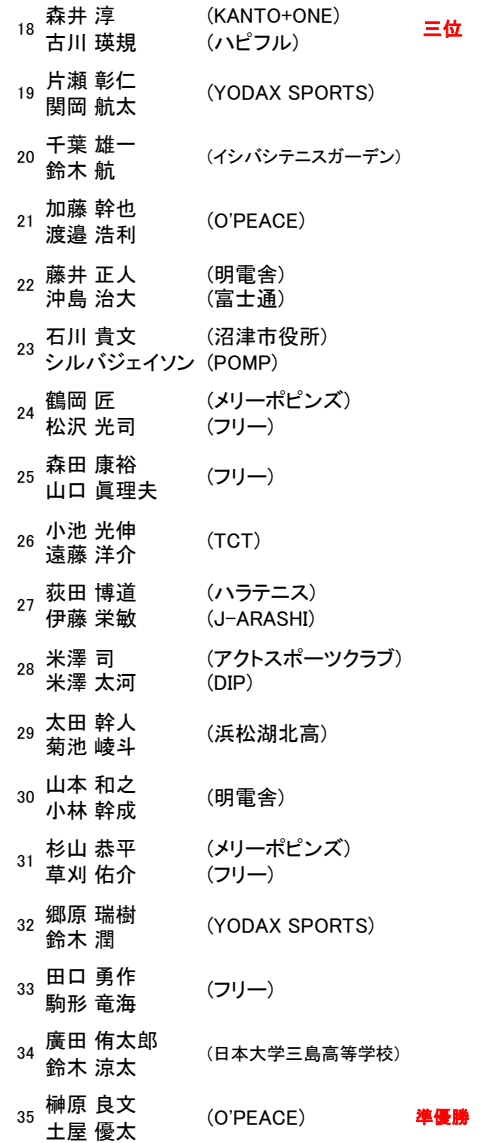 18 森井 淳 (KANTO+ONE) 三位
古川 瑛規 (ハピフル)
19 片瀬 彰仁 (YODAX SPORTS)
関岡 航太
20 千葉 雄一 (イシバシテニスガーデン)
鈴木 航
21 加藤 幹也 (O'PEACE)
渡邉 浩利
22 藤井 正人 (明電舎)
沖島 治大 (富士通)
23 石川 貴文 (沼津市役所)
シルバジェイソン (POMP)
24 鶴岡 匠 (メリーポピンズ)
松沢 光司 (フリー)
25 森田 康裕 (フリー)
山口 眞理夫
26 小池 光伸 (TCT)
遠藤 洋介
27 荻田 博道 (ハラテニス)
伊藤 栄敏 (J-ARASHI)
28 米澤 司 (アクトスポーツクラブ)
米澤 太河 (DIP)
29 太田 幹人 (浜松湖北高)
菊池 崚斗
30 山本 和之 (明電舎)
小林 幹成
31 杉山 恭平 (メリーポピンズ)
草刈 佑介 (フリー)
32 郷原 瑞樹 (YODAX SPORTS)
鈴木 潤
33 田口 勇作 (フリー)
駒形 竜海
34 廣田 侑太郎 (日本大学三島高等学校)
鈴木 涼太
35 榊原 良文 (O'PEACE) 準優勝
土屋 優太